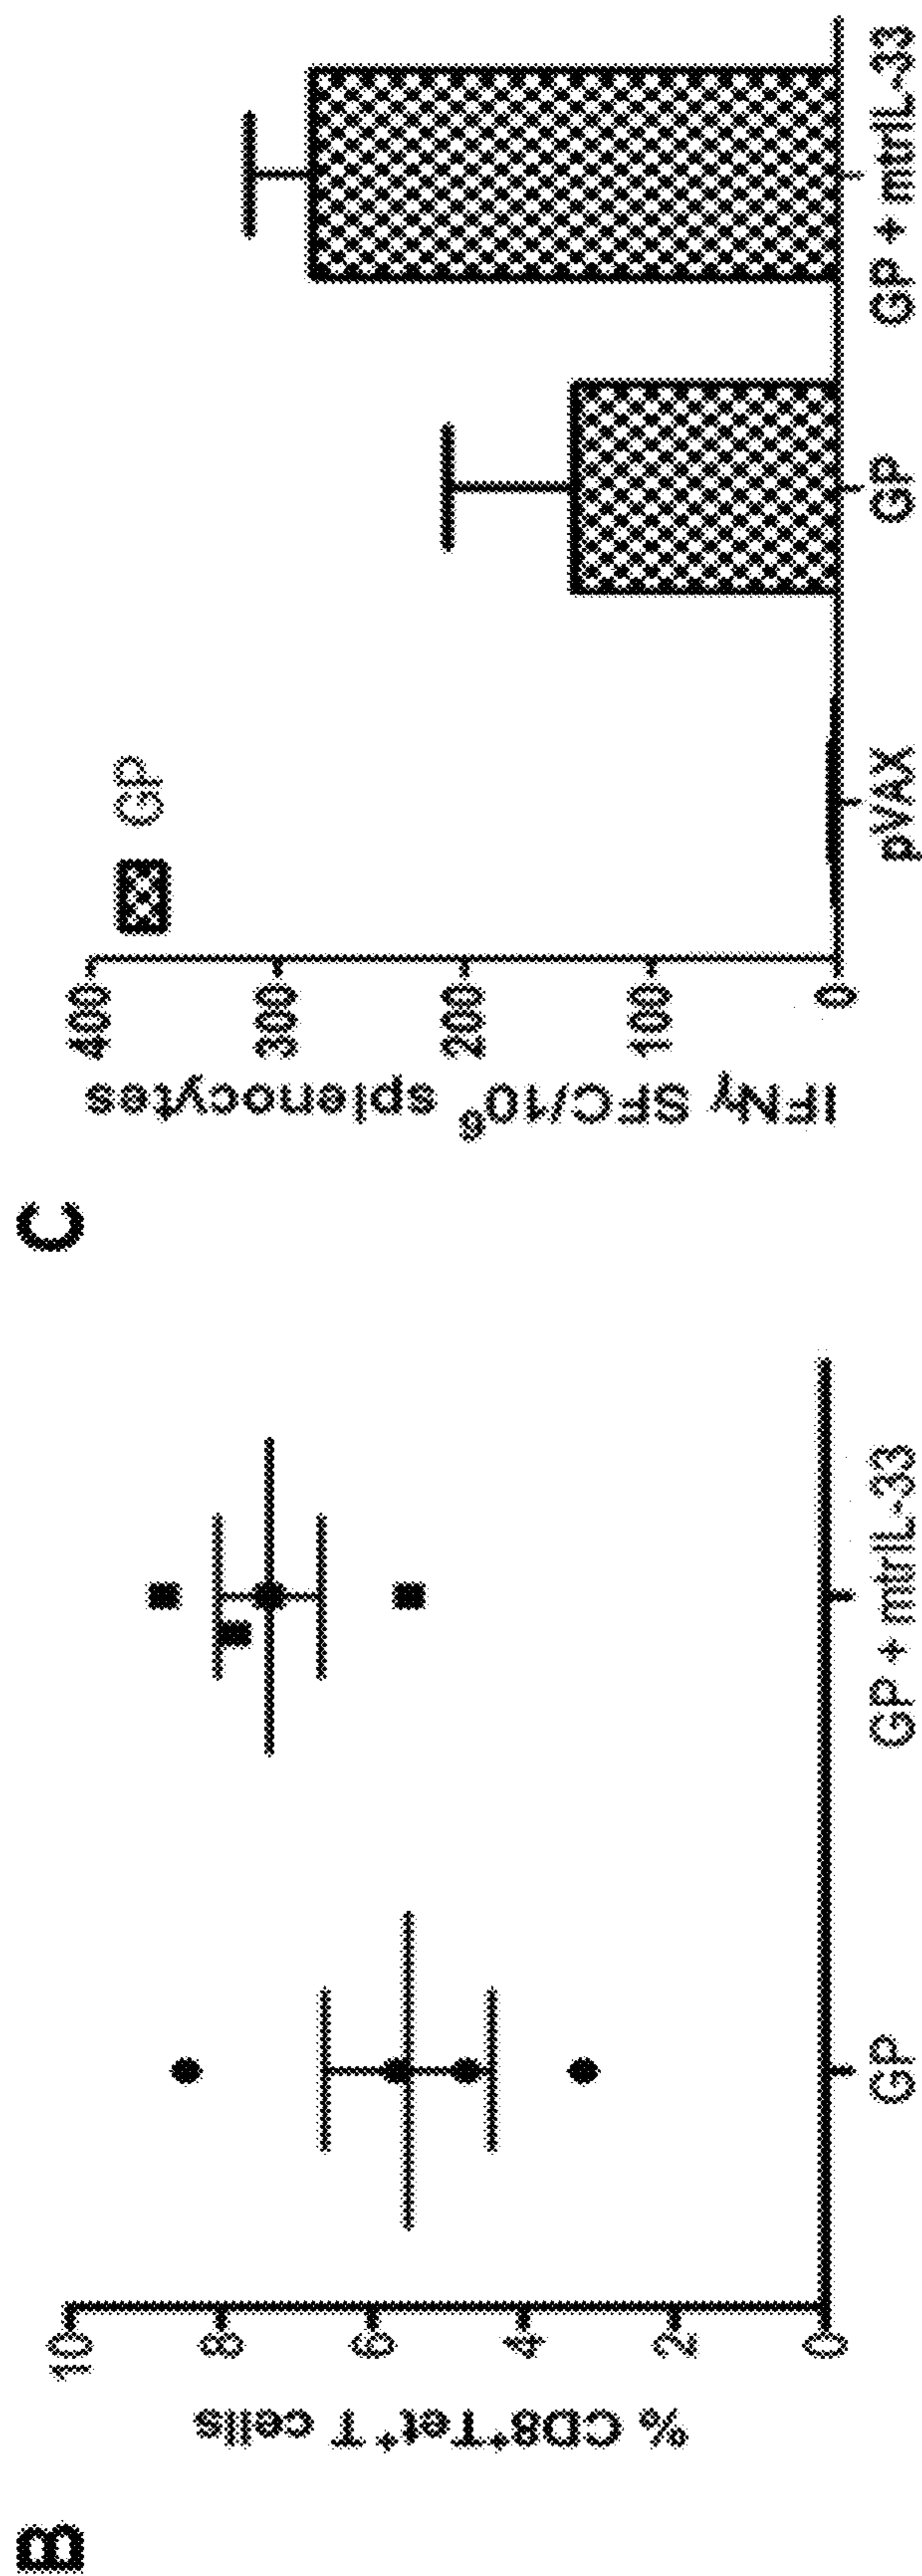 B
% CD8⁺Tet⁺ T cells
10
8
6
4
2
0
GP
GP + mtrIL-33
C
IFNγ SFC/10⁶ splenocytes
400
300
200
100
0
GP
pVAX
GP
GP + mtrIL-33